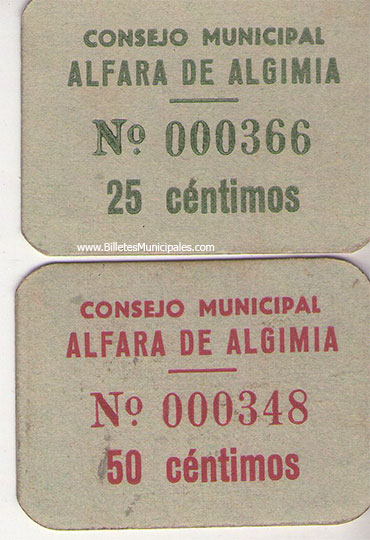 CONSEJO MUNICIPAL
ALFARA DE ALGIMIA
Nº 000366
25 céntimos
www.BilletesMunicipales.com
CONSEJO MUNICIPAL
ALFARA DE ALGIMIA
Nº 000348
50 céntimos